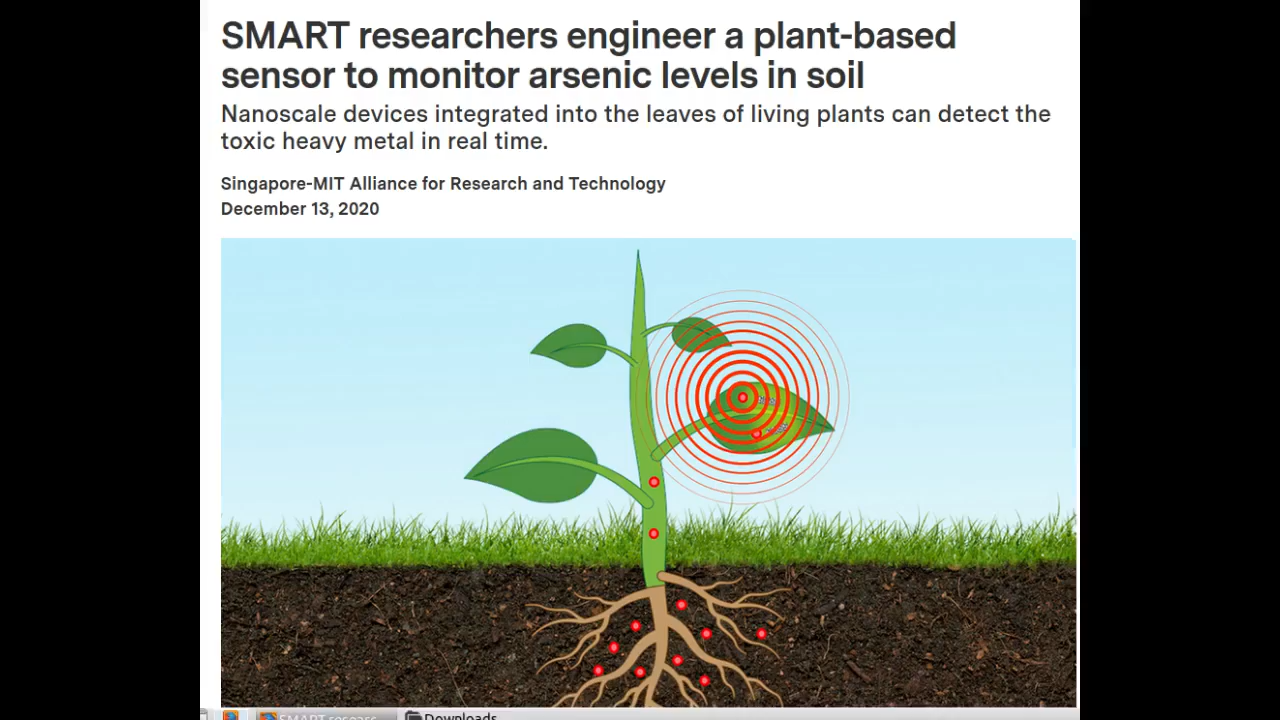 SMART researchers engineer a plant-based
sensor to monitor arsenic levels in soil
Nanoscale devices integrated into the leaves of living plants can detect the
toxic heavy metal in real time.
Singapore-MIT Alliance for Research and Technology
December 13, 2020
SMART researc
Downloads